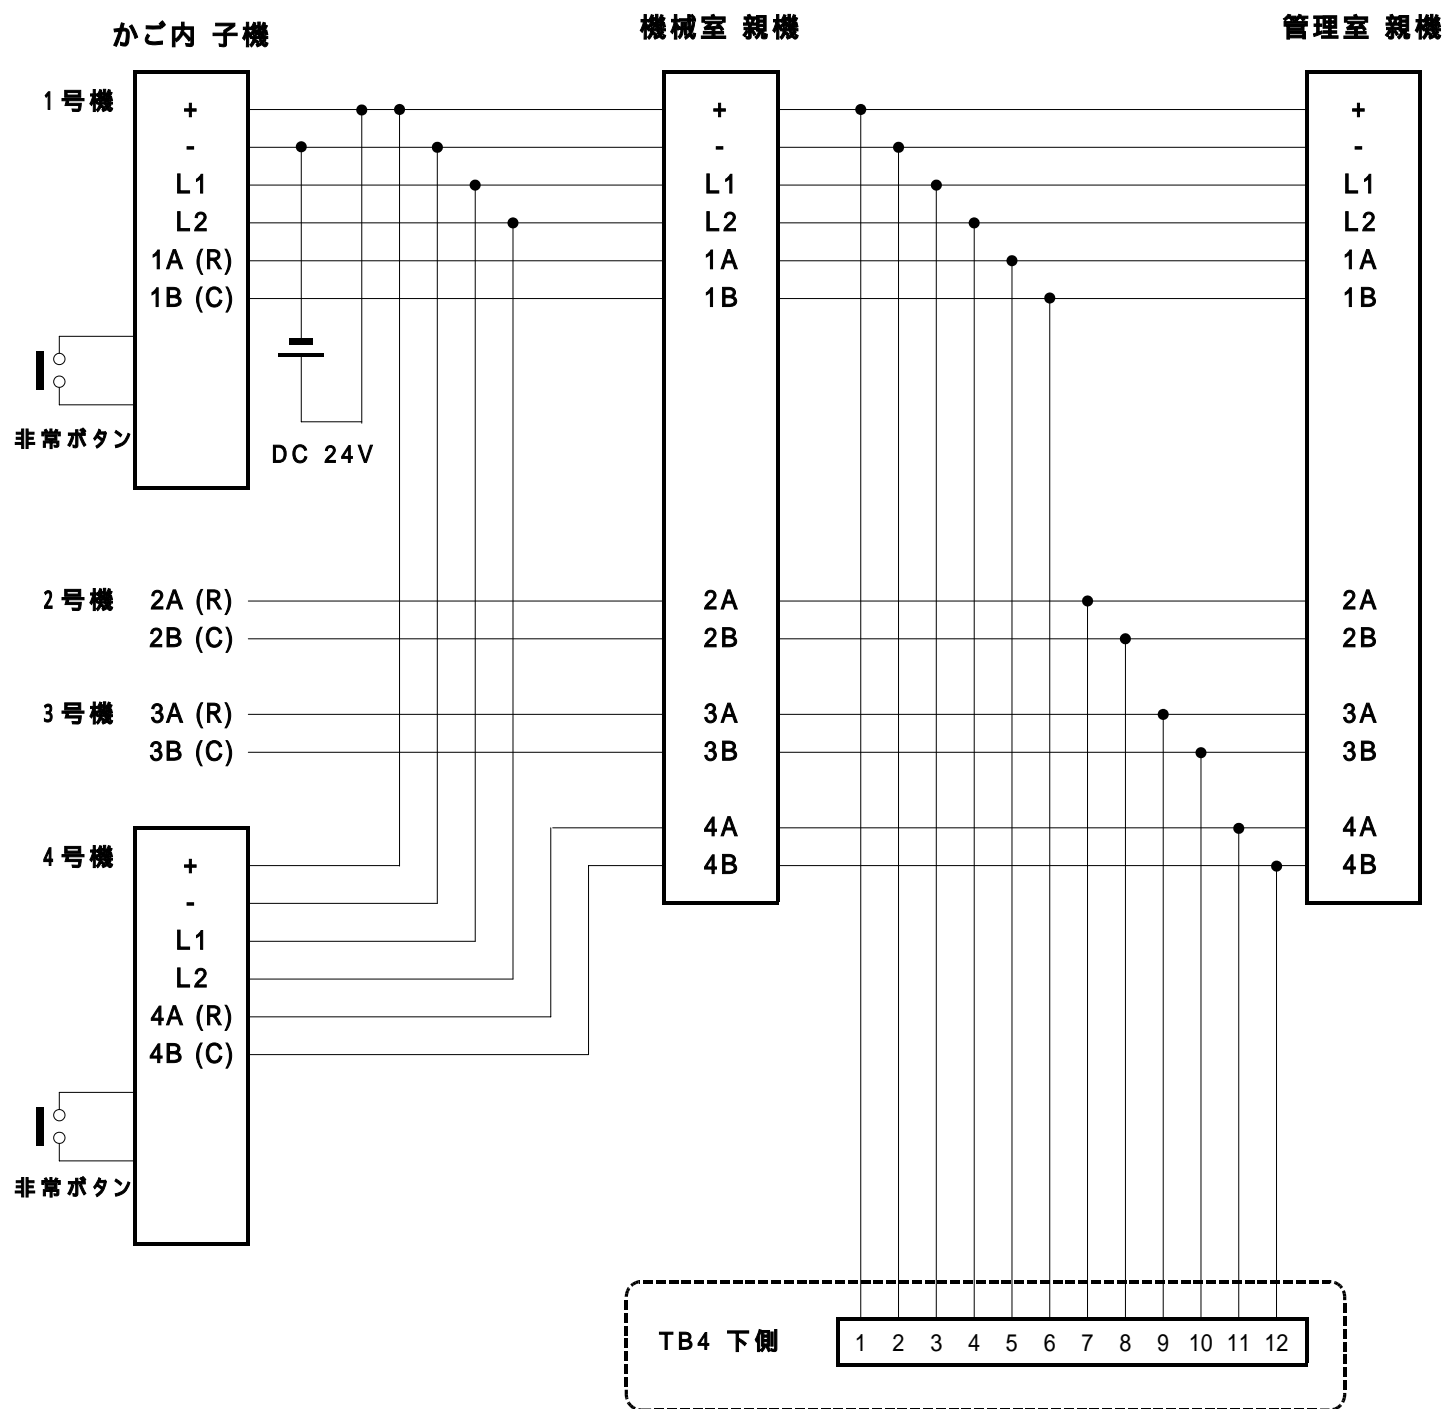 かご内 子機
機械室 親機
管理室 親機
1号機
+
-
L1
L2
1A (R)
1B (C)
非常ボタン
DC 24V
2号機
2A (R)
2B (C)
3号機
3A (R)
3B (C)
4号機
+
-
L1
L2
4A (R)
4B (C)
非常ボタン
+
-
L1
L2
1A
1B
2A
2B
3A
3B
4A
4B
+
-
L1
L2
1A
1B
2A
2B
3A
3B
4A
4B
TB4 下側
1 2 3 4 5 6 7 8 9 10 11 12